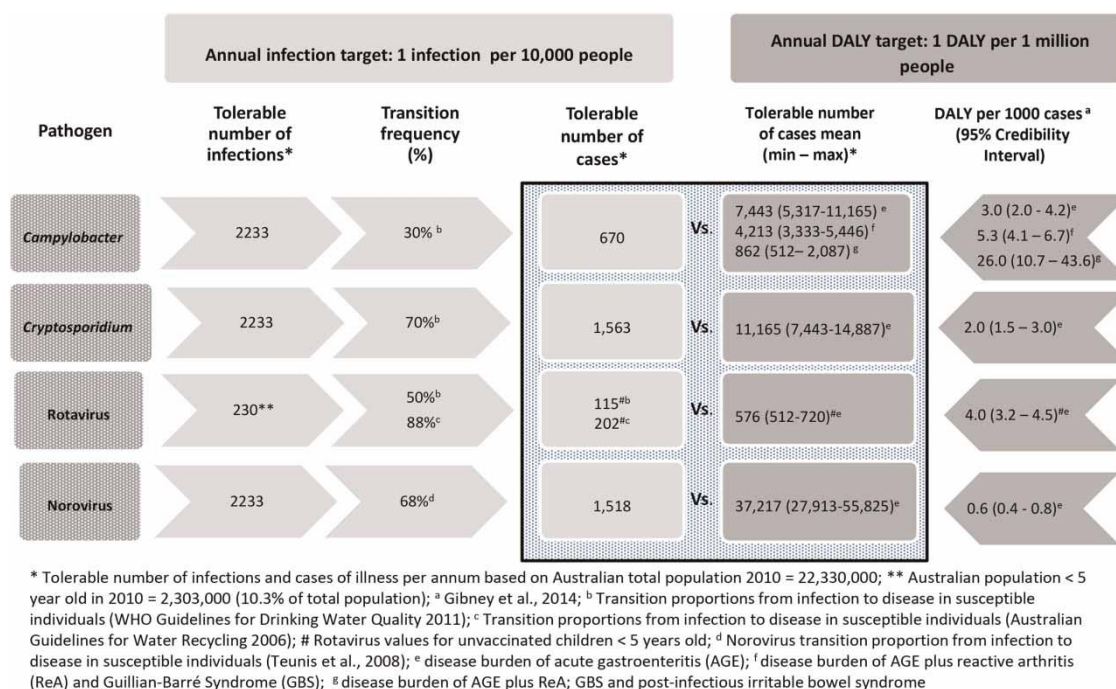 Annual infection target: 1 infection per 10,000 people
Annual DALY target: 1 DALY per 1 million
people
Pathogen
Tolerable
number of
infections*
Transition
frequency
(%)
Tolerable
number of
cases*
Tolerable number
of cases mean
(min – max)*
DALY per 1000 cases a
(95% Credibility
Interval)
Campylobacter
2233
30% b
670
Vs.
7,443 (5,317-11,165) e
4,213 (3,333-5,446) f
862 (512– 2,087) g
3.0 (2.0 - 4.2)e
5.3 (4.1 – 6.7)f
26.0 (10.7 – 43.6)g
Cryptosporidium
2233
70%b
1,563
Vs.
11,165 (7,443-14,887)e
2.0 (1.5 – 3.0)e
Rotavirus
230**
50%b
88%c
115#b
202#c
Vs.
576 (512-720)#e
4.0 (3.2 – 4.5)#e
Norovirus
2233
68%d
1,518
Vs.
37,217 (27,913-55,825)e
0.6 (0.4 - 0.8)e
* Tolerable number of infections and cases of illness per annum based on Australian total population 2010 = 22,330,000; ** Australian population < 5
year old in 2010 = 2,303,000 (10.3% of total population); a Gibney et al., 2014; b Transition proportions from infection to disease in susceptible
individuals (WHO Guidelines for Drinking Water Quality 2011); c Transition proportions from infection to disease in susceptible individuals (Australian
Guidelines for Water Recycling 2006); # Rotavirus values for unvaccinated children < 5 years old; d Norovirus transition proportion from infection to
disease in susceptible individuals (Teunis et al., 2008); e disease burden of acute gastroenteritis (AGE); f disease burden of AGE plus reactive arthritis
(ReA) and Guillian-Barré Syndrome (GBS); g disease burden of AGE plus ReA; GBS and post-infectious irritable bowel syndrome